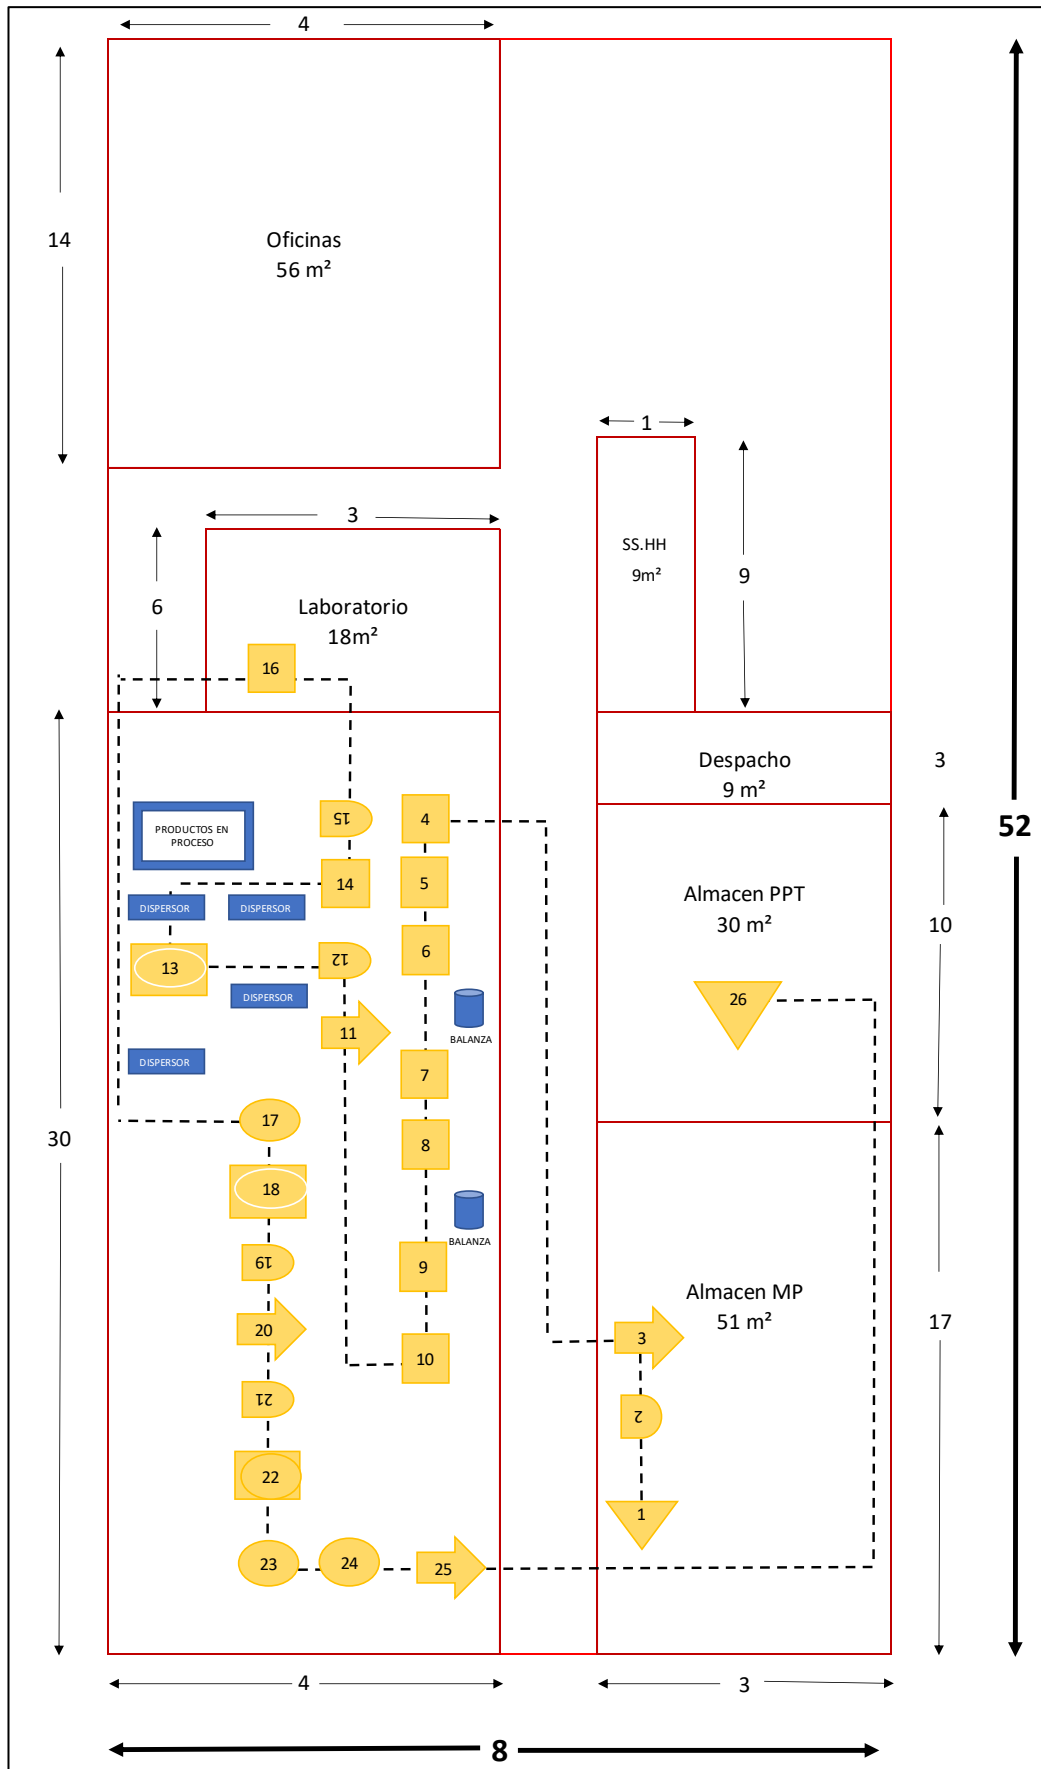 4
14
Oficinas
56 m²
1
3
SS.HH
9m²
9
6
Laboratorio
18m²
16
Despacho
9 m²
3
52
PRODUCTOS EN
PROCESO
15
4
14
5
Almacen PPT
30 m²
10
DISPERSOR
DISPERSOR
13
12
6
DISPERSOR
26
BALANZA
11
DISPERSOR
7
30
17
8
18
BALANZA
19
9
Almacen MP
51 m²
17
20
3
10
21
2
22
1
23
24
25
4
3
8